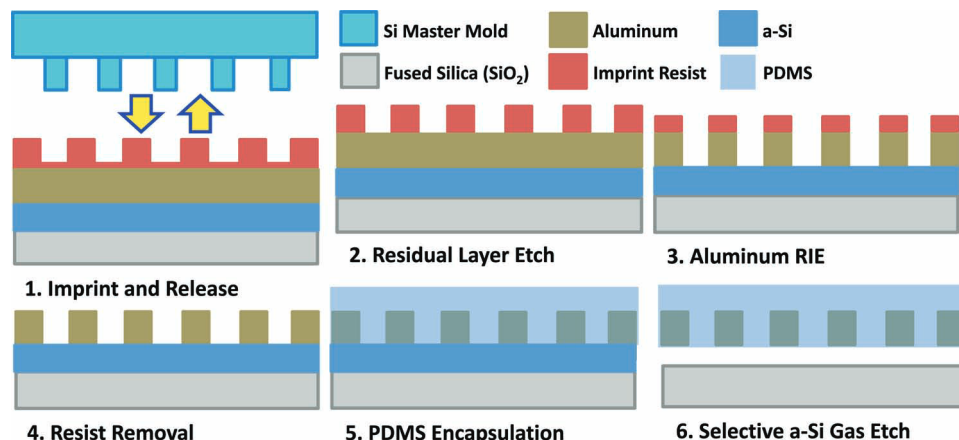 Si Master Mold
Aluminum
a-Si
Fused Silica (SiO₂)
Imprint Resist
PDMS
1. Imprint and Release
2. Residual Layer Etch
3. Aluminum RIE
4. Resist Removal
5. PDMS Encapsulation
6. Selective a-Si Gas Etch